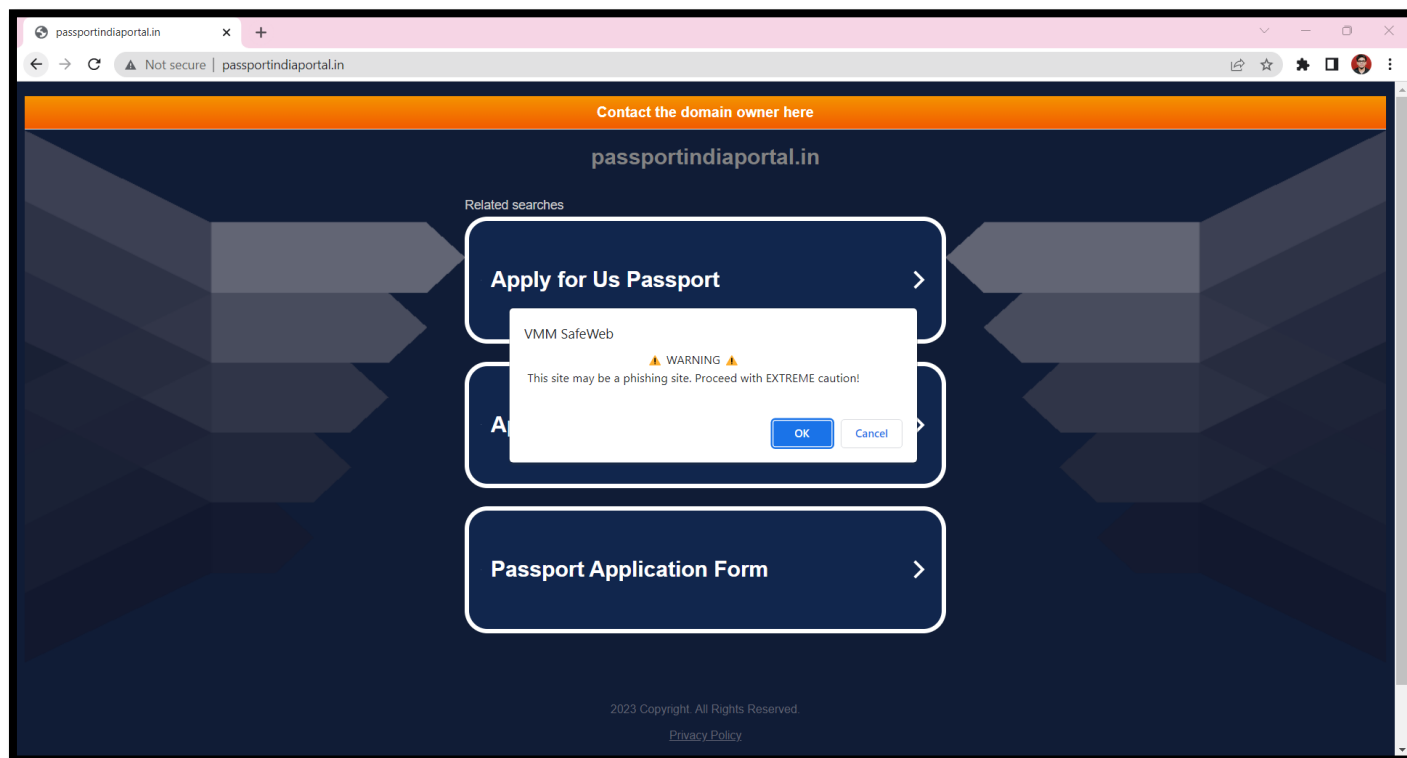 passportindiaportal.in
Not secure | passportindiaportal.in
Contact the domain owner here
passportindiaportal.in
Related searches
Apply for Us Passport
VMM SafeWeb
⚠ WARNING ⚠
This site may be a phishing site. Proceed with EXTREME caution!
OK Cancel
Passport Application Form
2023 Copyright. All Rights Reserved.
Privacy Policy